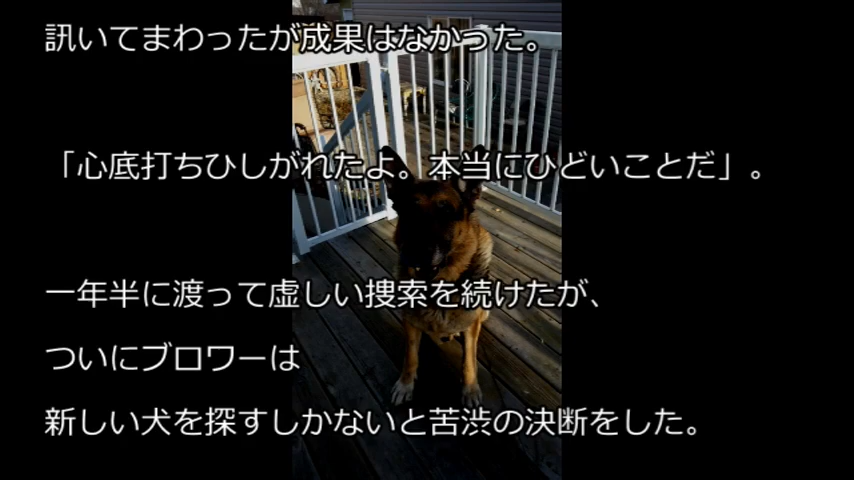 訊いてまわったが成果はなかった。
「心底打ちひしがれたよ。本当にひどいことだ」。
一年半に渡って虚しい捜索を続けたが、
ついにブロワーは
新しい犬を探すしかないと苦渋の決断をした。